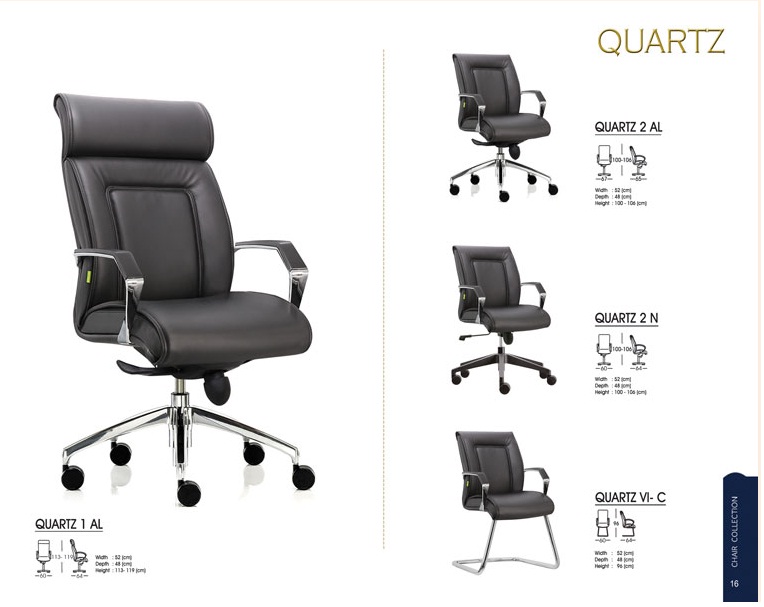 QUARTZ
QUARTZ 1 AL
113- 119
60
64
Width : 52 (cm)
Depth : 48 (cm)
Height : 113- 119 (cm)
QUARTZ 2 AL
100-106
67
65
Width : 52 (cm)
Depth : 48 (cm)
Height : 100 - 106 (cm)
QUARTZ 2 N
100-106
60
64
Width : 52 (cm)
Depth : 48 (cm)
Height : 100 - 106 (cm)
QUARTZ VI- C
96
60
64
Width : 52 (cm)
Depth : 48 (cm)
Height : 96 (cm)
CHAIR COLLECTION
16